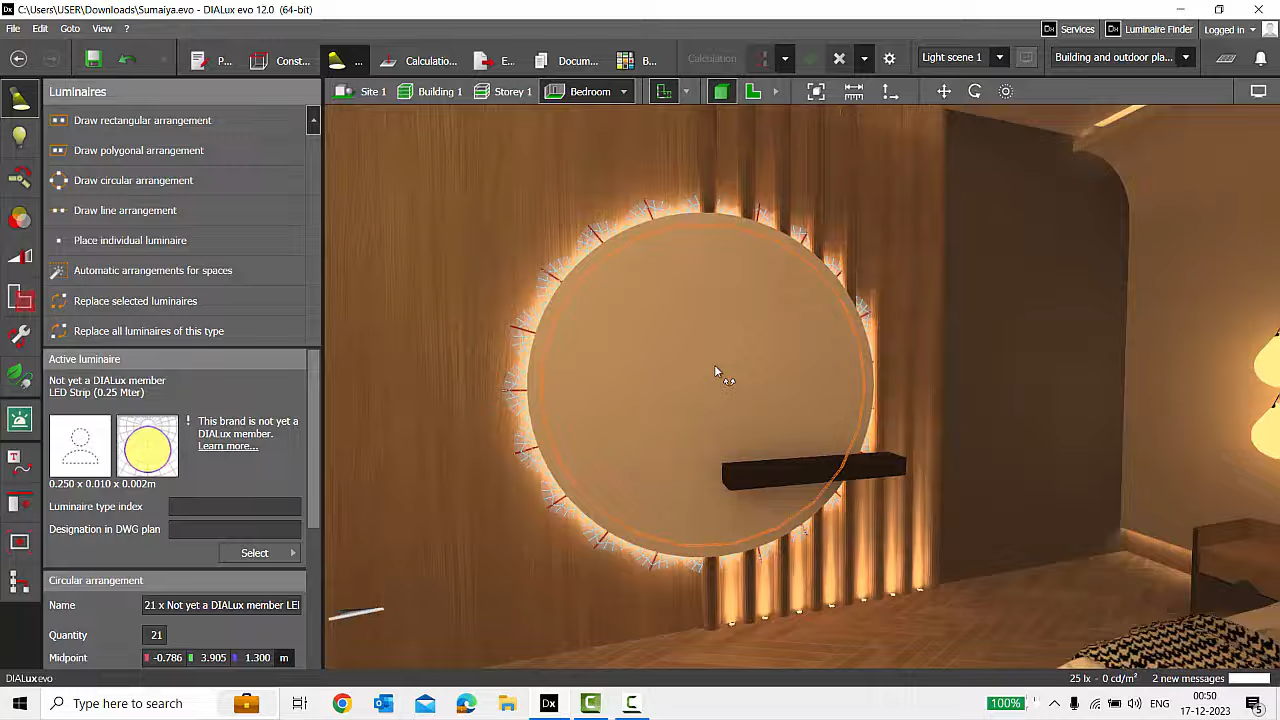 Dx C:\Users\USER\Downloads\Sumaiya.evo - DIALux evo 12.0 (64-bit)
File Edit Goto View ?
Dx Services Dx Luminaire Finder Logged in
P... Const... ... Calculatio... E... Docum... B... Calculation Light scene 1 Building and outdoor pla...
Luminaires
Site 1 Building 1 Storey 1 Bedroom
Draw rectangular arrangement
Draw polygonal arrangement
Draw circular arrangement
Draw line arrangement
Place individual luminaire
Automatic arrangements for spaces
Replace selected luminaires
Replace all luminaires of this type
Active luminaire
Not yet a DIALux member
LED Strip (0.25 Mter)
! This brand is not yet a
DIALux member.
Learn more...
0.250 x 0.010 x 0.002m
Luminaire type index
Designation in DWG plan
Select
Circular arrangement
Name 21 x Not yet a DIALux member LEI
Quantity 21
Midpoint -0.786 3.905 1.300 m
DIALux evo 25 lx – 0 cd/m² 2 new messages
Type here to search Dx 100% ENG 00:50
17-12-2023 5